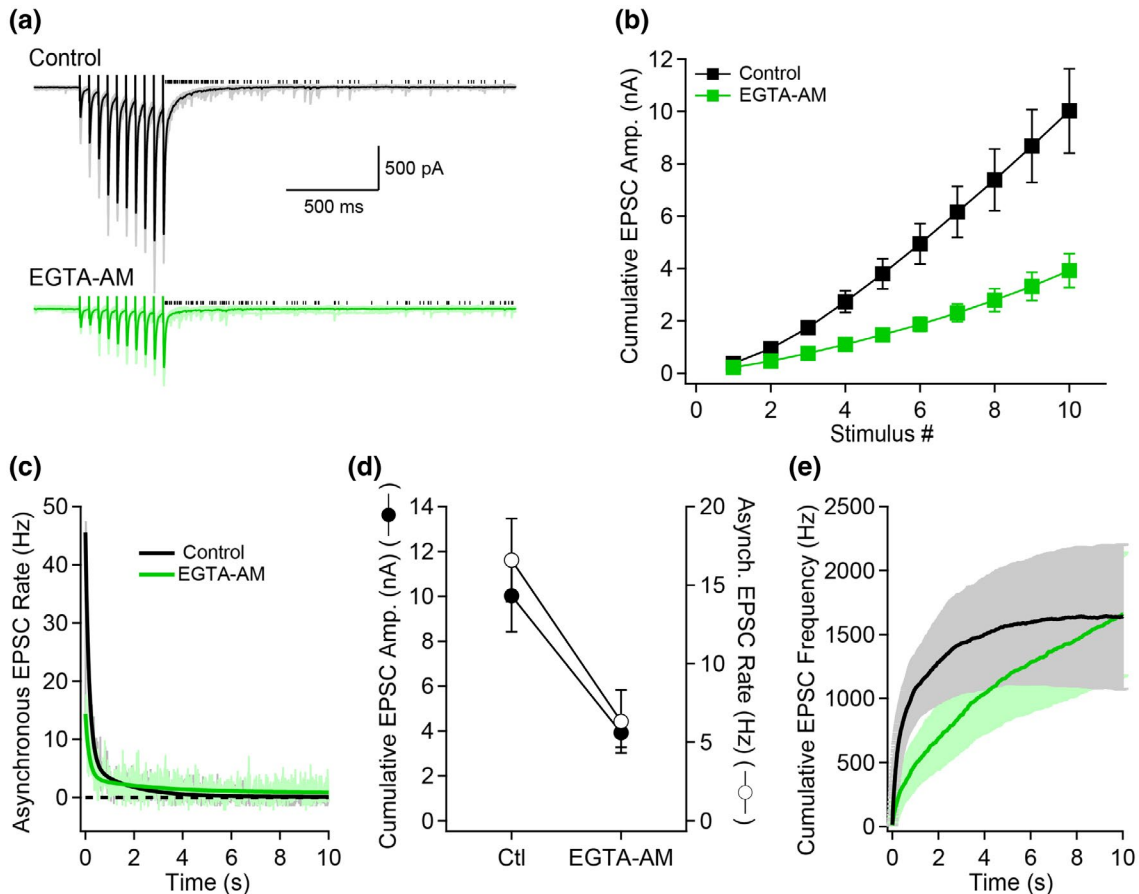 (a)
Control
500 pA
500 ms
EGTA-AM
(b)
Cumulative EPSC Amp. (nA)
12
10
8
6
4
2
0
Control
EGTA-AM
0 2 4 6 8 10
Stimulus #
(c)
Asynchronous EPSC Rate (Hz)
50
40
30
20
10
0
Control
EGTA-AM
0 2 4 6 8 10
Time (s)
(d)
Cumulative EPSC Amp. (nA) (—●—)
14
12
10
8
6
4
2
0
Ctl EGTA-AM
20
15
10
5
0
Asynch. EPSC Rate (Hz) (—○—)
(e)
Cumulative EPSC Frequency (Hz)
2500
2000
1500
1000
500
0
0 2 4 6 8 10
Time (s)